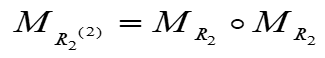 M_{R_2^{(2)}} = M_{R_2} ∘ M_{R_2}